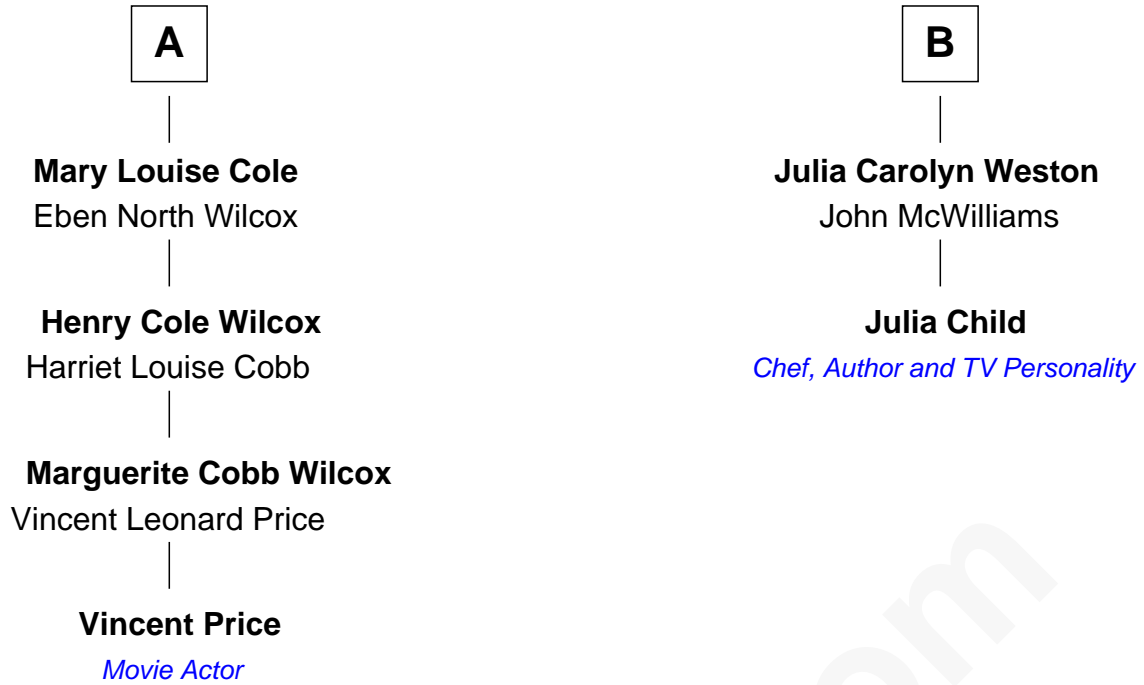 A
Mary Louise Cole
Eben North Wilcox
Henry Cole Wilcox
Harriet Louise Cobb
Marguerite Cobb Wilcox
Vincent Leonard Price
Vincent Price
Movie Actor
B
Julia Carolyn Weston
John McWilliams
Julia Child
Chef, Author and TV Personality
om